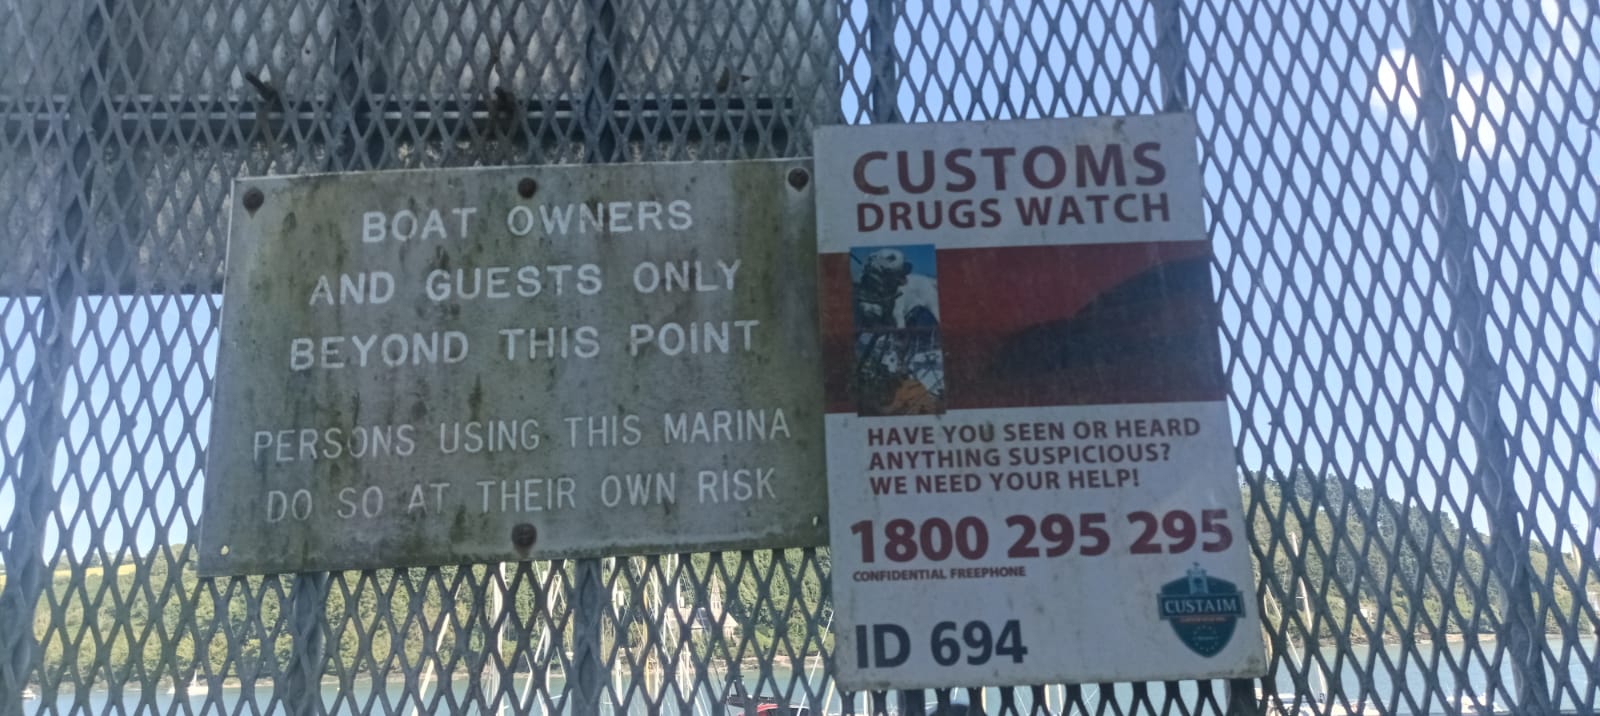 BOAT OWNERS
AND GUESTS ONLY
BEYOND THIS POINT
PERSONS USING THIS MARINA
DO SO AT THEIR OWN RISK
CUSTOMS
DRUGS WATCH
HAVE YOU SEEN OR HEARD
ANYTHING SUSPICIOUS?
WE NEED YOUR HELP!
1800 295 295
CONFIDENTIAL FREEPHONE
ID 694
CUSTAIM